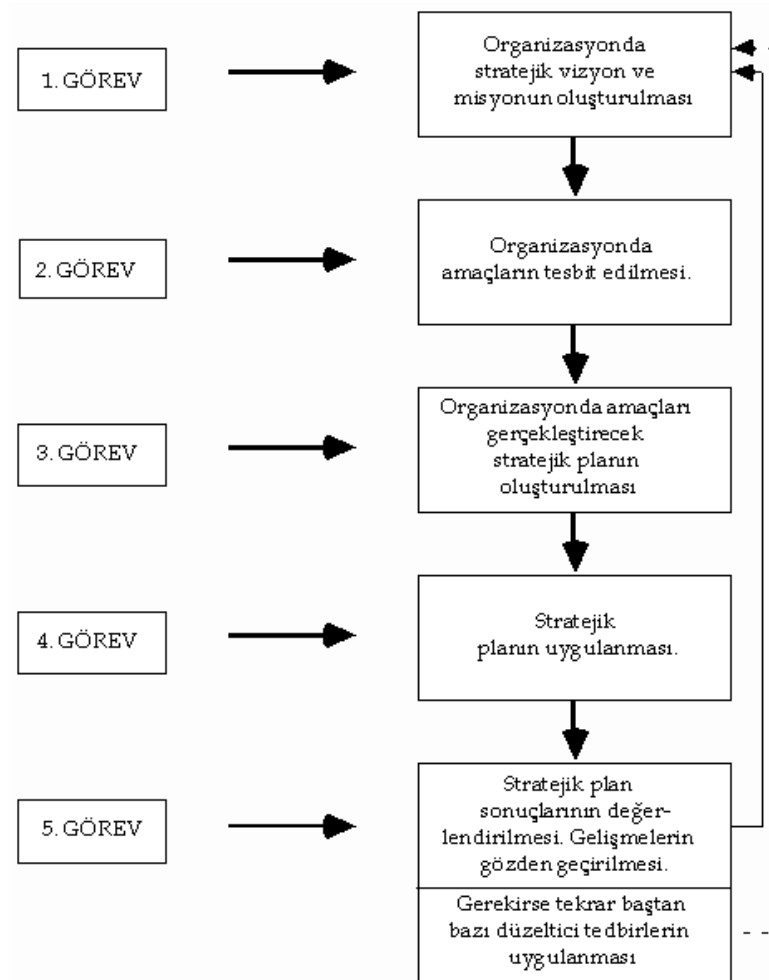 1. GÖREV
Organizasyonda
stratejik vizyon ve
misyonun oluşturulması
2. GÖREV
Organizasyonda
amaçların tesbit edilmesi.
3. GÖREV
Organizasyonda amaçları
gerçekleştirecek
stratejik planın
oluşturulması
4. GÖREV
Stratejik
planın uygulanması.
5. GÖREV
Stratejik plan
sonuçlarının değer-
lendirilmesi. Gelişmelerin
gözden geçirilmesi.
Gerekirse tekrar baştan
bazı düzeltici tedbirlerin
uygulanması